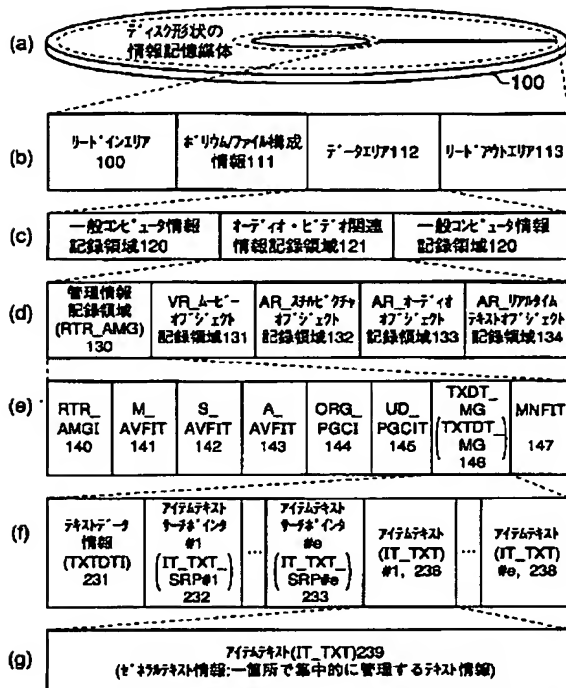 (a)
ディスク形状の
情報記憶媒体
100
(b)
リードインエリア
100
ボリウム/ファイル構成
情報111
データエリア112
リードアウトエリア113
(c)
一般コンピュータ情報
記録領域120
オーディオ・ビデオ関連
情報記録領域121
一般コンピュータ情報
記録領域120
(d)
管理情報
記録領域
(RTR_AMG)
130
VR_ムービー
オブジェクト
記録領域131
AR_スチルピクチャ
オブジェクト
記録領域132
AR_オーディオ
オブジェクト
記録領域133
AR_リアルタイム
テキストオブジェクト
記録領域134
(e)
RTR_
AMGI
140
M_
AVFIT
141
S_
AVFIT
142
A_
AVFIT
143
ORG_
PGCI
144
UD_
PGCIT
145
TXDT_
MG
(TXTDT_
MG)
146
MNFIT
147
(f)
テキストデータ
情報
(TXTDTI)
231
アイテムテキスト
サーチポインタ
#1
(IT_TXT_
SRP#1)
232
…
アイテムテキスト
サーチポインタ
#e
(IT_TXT_
SRP#e)
233
アイテムテキスト
(IT_TXT)
#1, 236
…
アイテムテキスト
(IT_TXT)
#e, 238
(g)
アイテムテキスト(IT_TXT)239
(ゼネラルテキスト情報:一箇所で集中的に管理するテキスト情報)